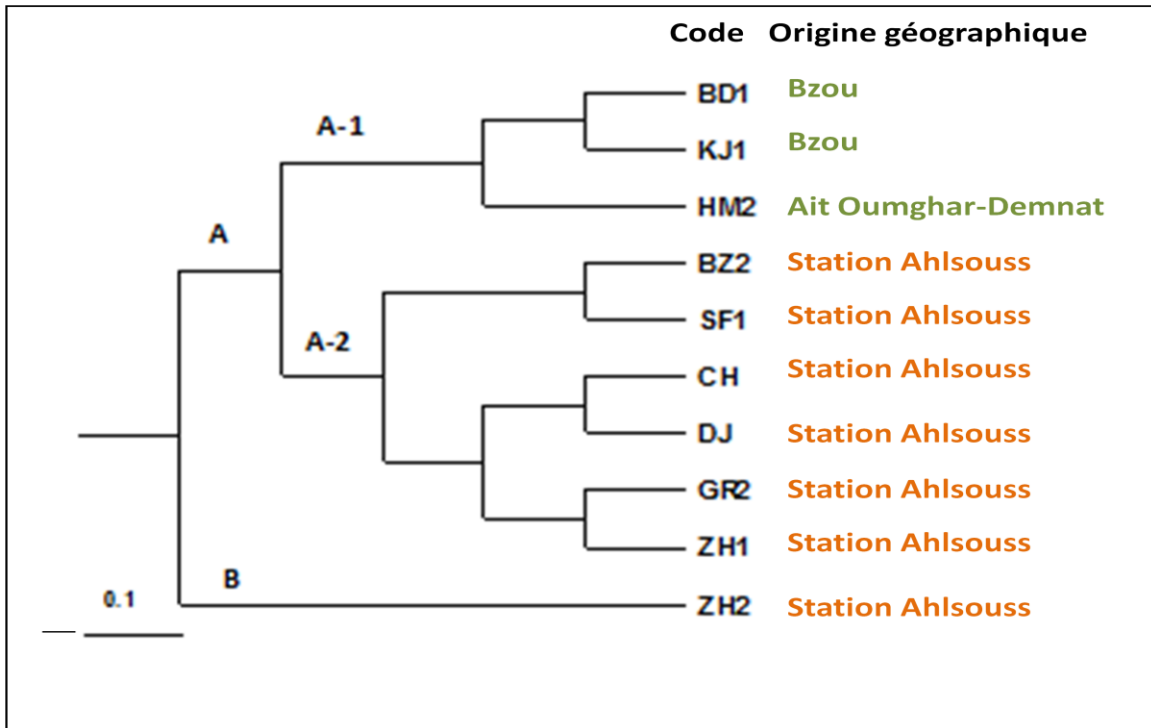 Code Origine géographique
BD1 Bzou
A-1
KJ1 Bzou
HM2 Ait Oumghar-Demnat
A
BZ2 Station Ahlsouss
SF1 Station Ahlsouss
A-2
CH Station Ahlsouss
DJ Station Ahlsouss
GR2 Station Ahlsouss
ZH1 Station Ahlsouss
B
0.1
ZH2 Station Ahlsouss